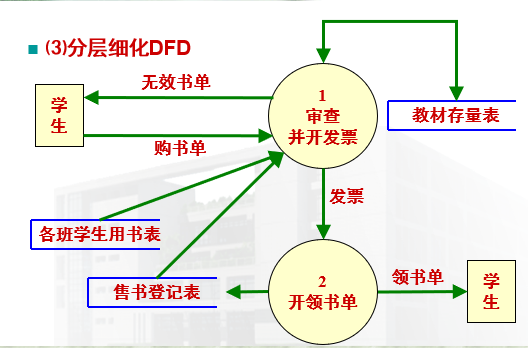 (3)分层细化DFD
无效书单
学
生
1
审查
并开发票
教材存量表
购书单
发票
各班学生用书表
售书登记表
2
开领书单
领书单
学
生